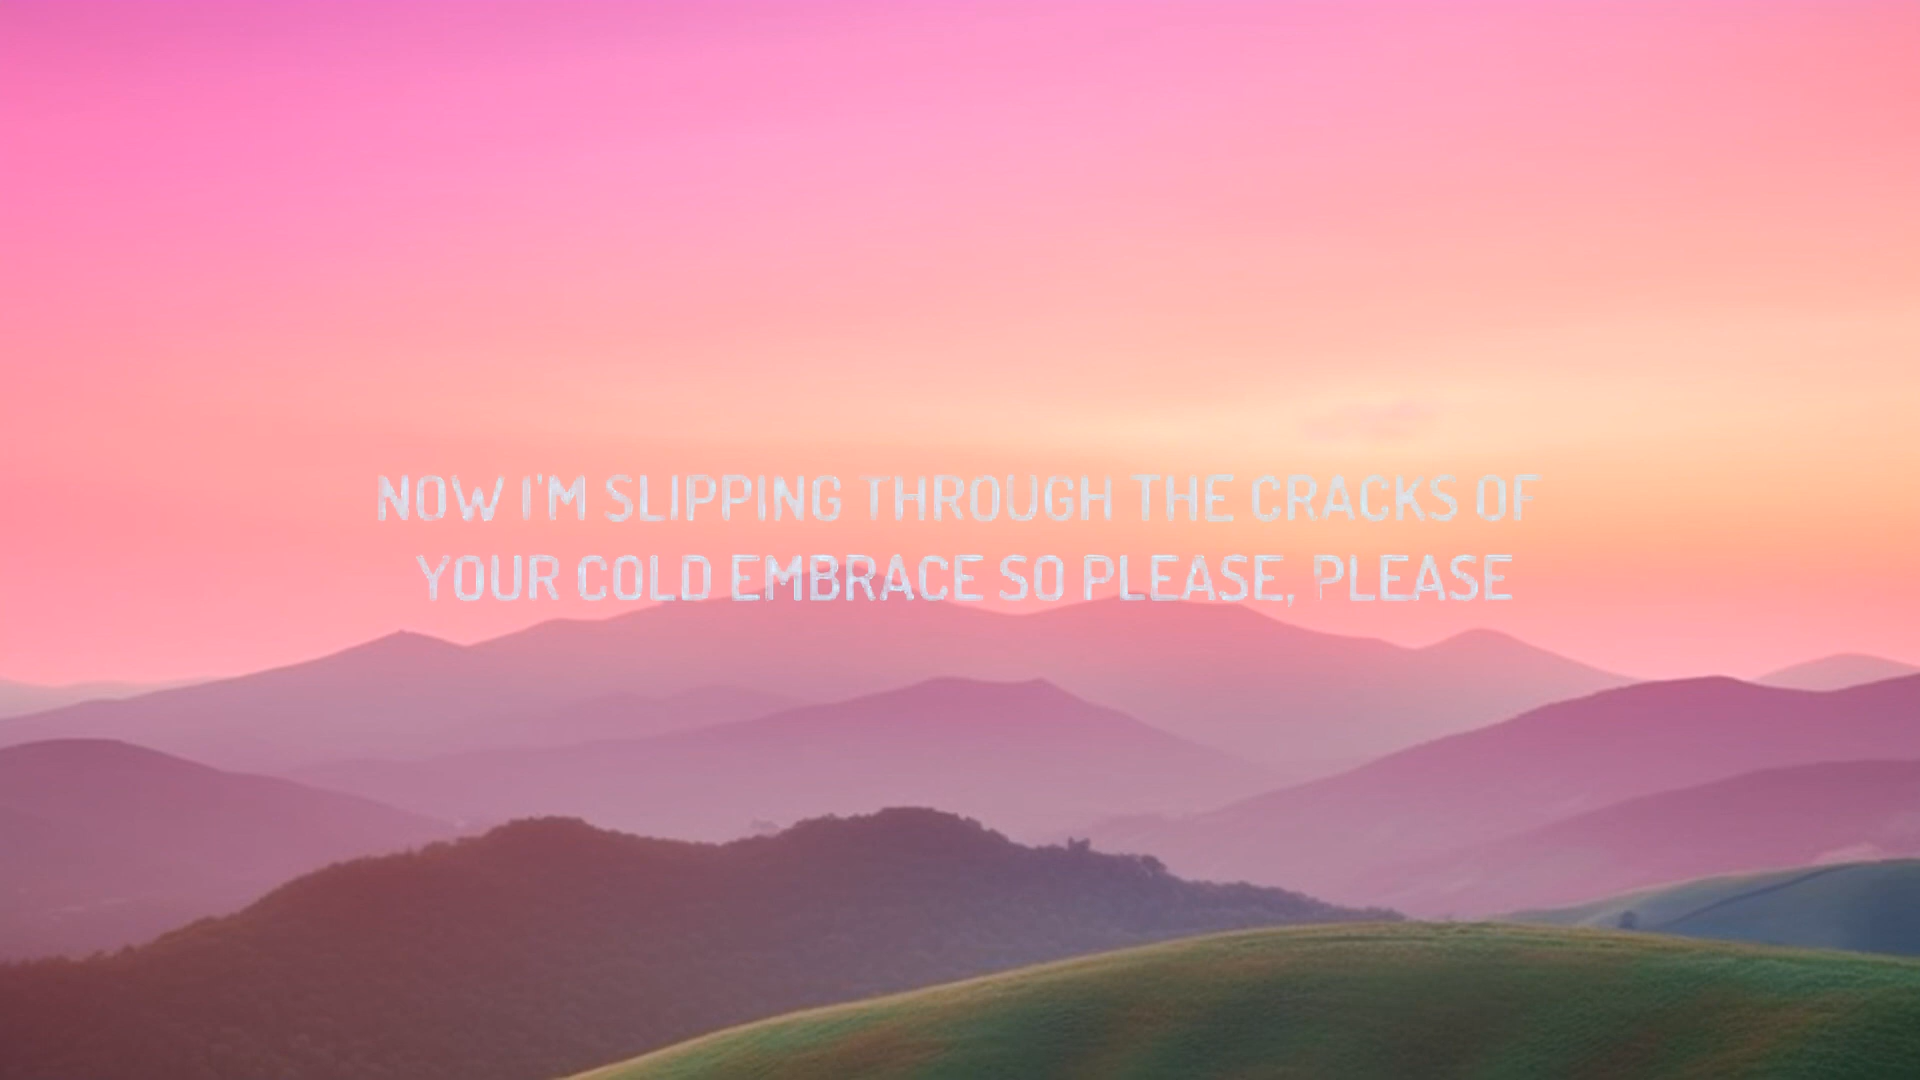 NOW I'M SLIPPING THROUGH THE CRACKS OF
YOUR COLD EMBRACE SO PLEASE, PLEASE